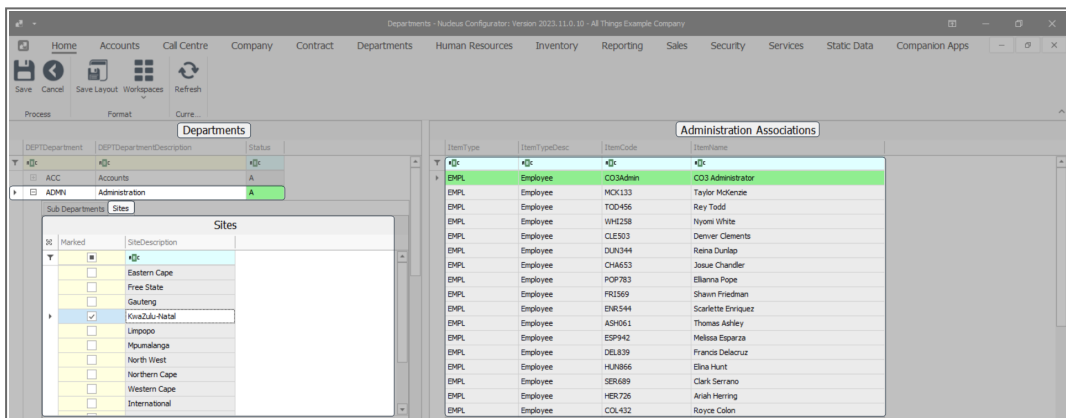 Departments - Nucleus Configurator: Version 2023.11.0.10 - All Things Example Company
Home Accounts Call Centre Company Contract Departments Human Resources Inventory Reporting Sales Security Services Static Data Companion Apps
Save Cancel Save Layout Workspaces Refresh
Process Format Curre...
Departments
DEPTDepartment DEPTDepartmentDescription Status
ACC Accounts A
ADMN Administration A
Sub Departments Sites
Sites
Marked SiteDescription
Eastern Cape
Free State
Gauteng
KwaZulu-Natal
Limpopo
Mpumalanga
North West
Northern Cape
Western Cape
International
Administration Associations
ItemType ItemTypeDesc ItemCode ItemName
EMPL Employee CO3Admin CO3 Administrator
EMPL Employee MCK133 Taylor McKenzie
EMPL Employee TOD456 Rey Todd
EMPL Employee WHI258 Nyomi White
EMPL Employee CLE503 Denver Clements
EMPL Employee DUN344 Reina Dunlap
EMPL Employee CHA653 Josue Chandler
EMPL Employee POP783 Ellianna Pope
EMPL Employee FRI569 Shawn Friedman
EMPL Employee ENR544 Scarlette Enriquez
EMPL Employee ASH061 Thomas Ashley
EMPL Employee ESP942 Melissa Esparza
EMPL Employee DEL839 Francis Delacruz
EMPL Employee HUN866 Elina Hunt
EMPL Employee SER689 Clark Serrano
EMPL Employee HER726 Ariah Herring
EMPL Employee COL432 Royce Colon